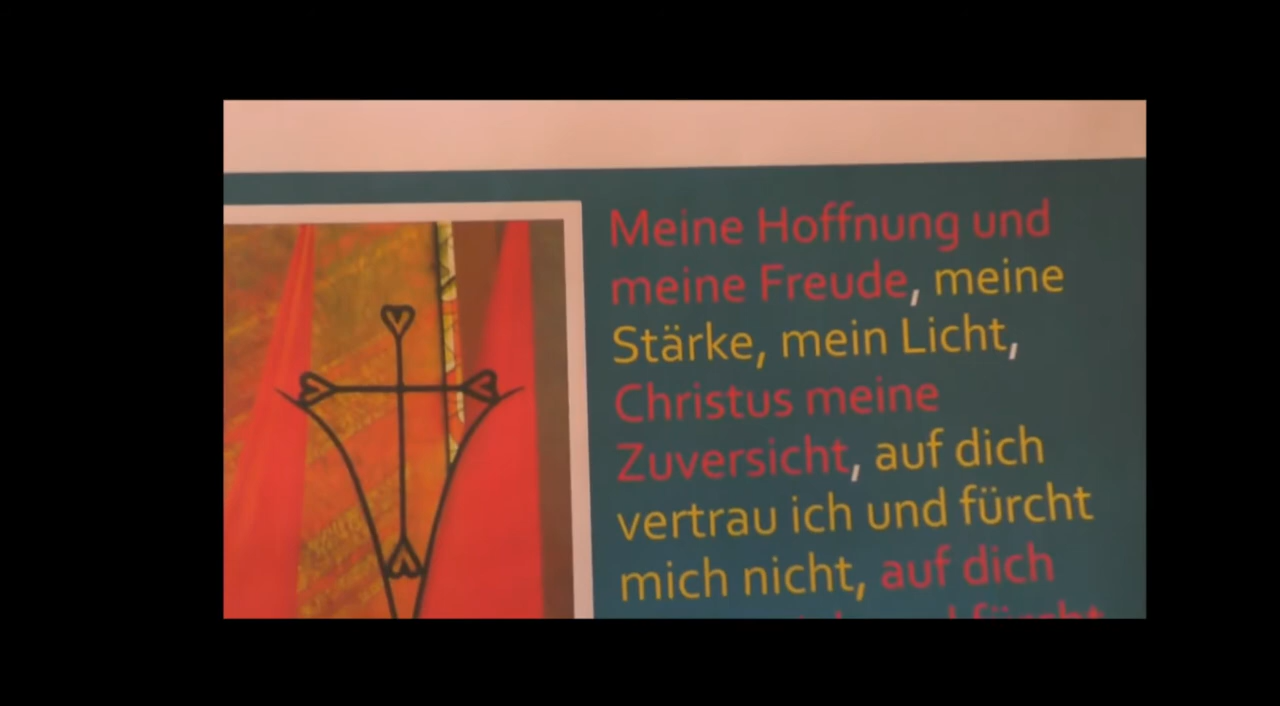 Meine Hoffnung und
meine Freude, meine
Stärke, mein Licht,
Christus meine
Zuversicht, auf dich
vertrau ich und fürcht
mich nicht, auf dich